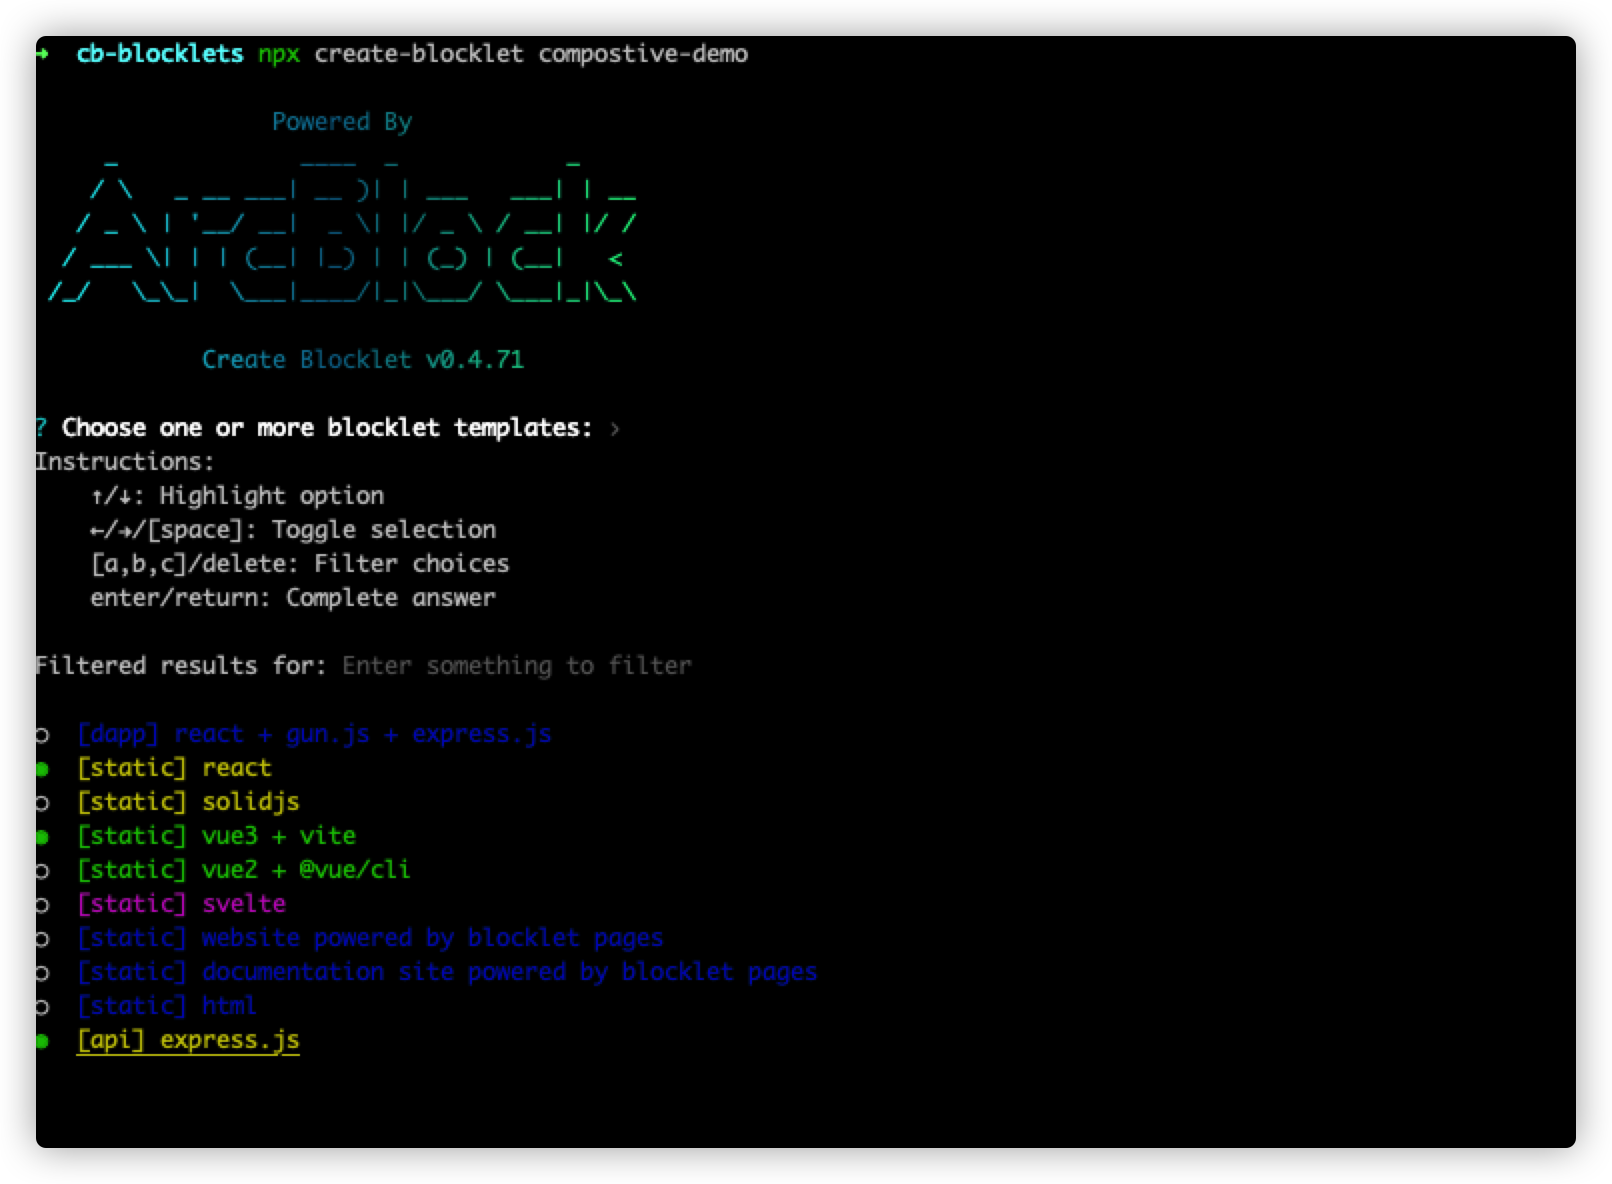 ➜  cb-blocklets npx create-blocklet compostive-demo
Powered By
ArcBlock
Create Blocklet v0.4.71
? Choose one or more blocklet templates: ›
Instructions:
↑/↓: Highlight option
←/→/[space]: Toggle selection
[a,b,c]/delete: Filter choices
enter/return: Complete answer
Filtered results for: Enter something to filter
◯  [dapp] react + gun.js + express.js
◉  [static] react
◯  [static] solidjs
◉  [static] vue3 + vite
◯  [static] vue2 + @vue/cli
◯  [static] svelte
◯  [static] website powered by blocklet pages
◯  [static] documentation site powered by blocklet pages
◯  [static] html
◉  [api] express.js